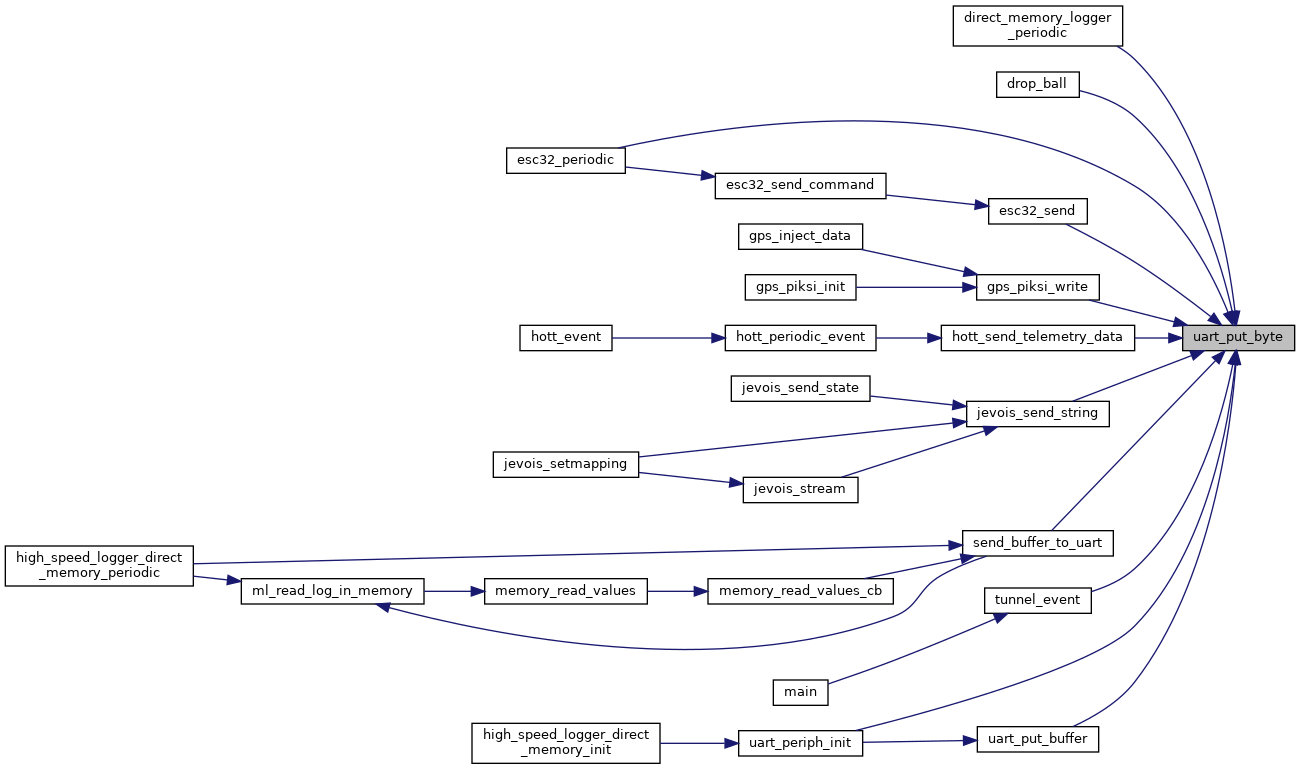 direct_memory_logger
_periodic
drop_ball
esc32_periodic
esc32_send_command
esc32_send
gps_inject_data
gps_piksi_init
gps_piksi_write
hott_event
hott_periodic_event
hott_send_telemetry_data
uart_put_byte
jevois_send_state
jevois_send_string
jevois_setmapping
jevois_stream
send_buffer_to_uart
high_speed_logger_direct
_memory_periodic
ml_read_log_in_memory
memory_read_values
memory_read_values_cb
tunnel_event
main
high_speed_logger_direct
_memory_init
uart_periph_init
uart_put_buffer